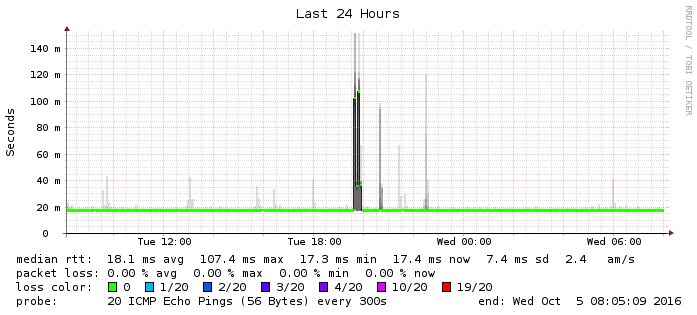 Last 24 Hours
RRDTOOL / TOBI OETIKER
Seconds
140 m
120 m
100 m
80 m
60 m
40 m
20 m
0
Tue 12:00 Tue 18:00 Wed 00:00 Wed 06:00
median rtt: 18.1 ms avg 107.4 ms max 17.3 ms min 17.4 ms now 7.4 ms sd 2.4 am/s
packet loss: 0.00 % avg 0.00 % max 0.00 % min 0.00 % now
loss color: 0 1/20 2/20 3/20 4/20 10/20 19/20
probe: 20 ICMP Echo Pings (56 Bytes) every 300s end: Wed Oct 5 08:05:09 2016